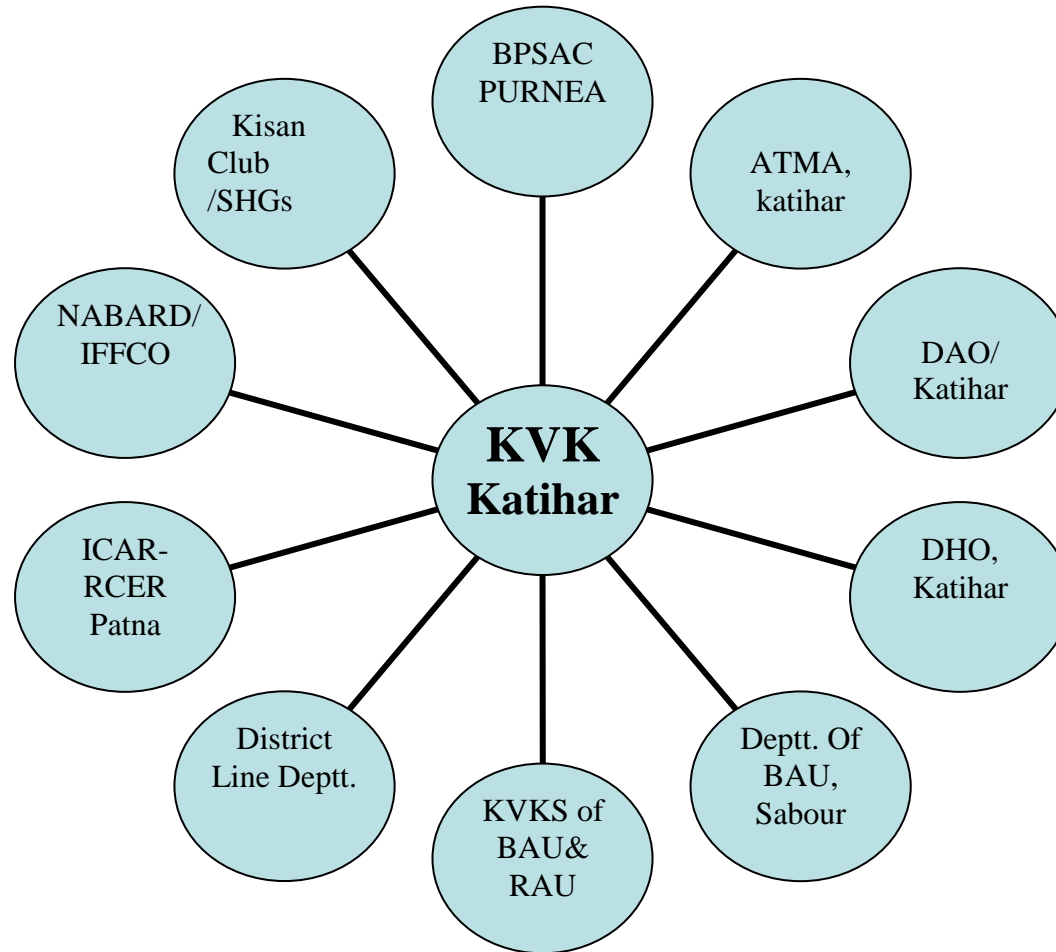 BPSAC
PURNEA
Kisan
Club
/SHGs
ATMA,
katihar
NABARD/
IFFCO
DAO/
Katihar
KVK
Katihar
ICAR-
RCER
Patna
DHO,
Katihar
District
Line Deptt.
Deptt. Of
BAU,
Sabour
KVKS of
BAU&
RAU